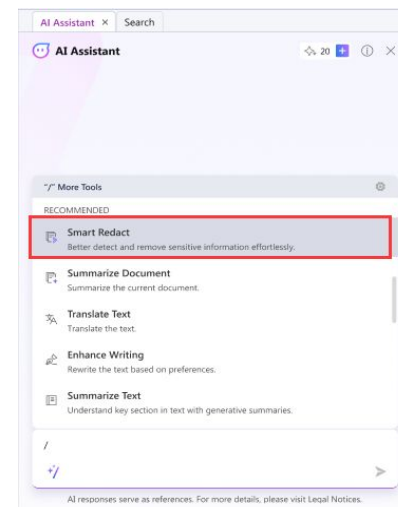 AI Assistant × Search
AI Assistant 20 +
"/" More Tools
RECOMMENDED
Smart Redact
Better detect and remove sensitive information effortlessly.
Summarize Document
Summarize the current document.
Translate Text
Translate the text.
Enhance Writing
Rewrite the text based on preferences.
Summarize Text
Understand key section in text with generative summaries.
/
AI responses serve as references. For more details, please visit Legal Notices.